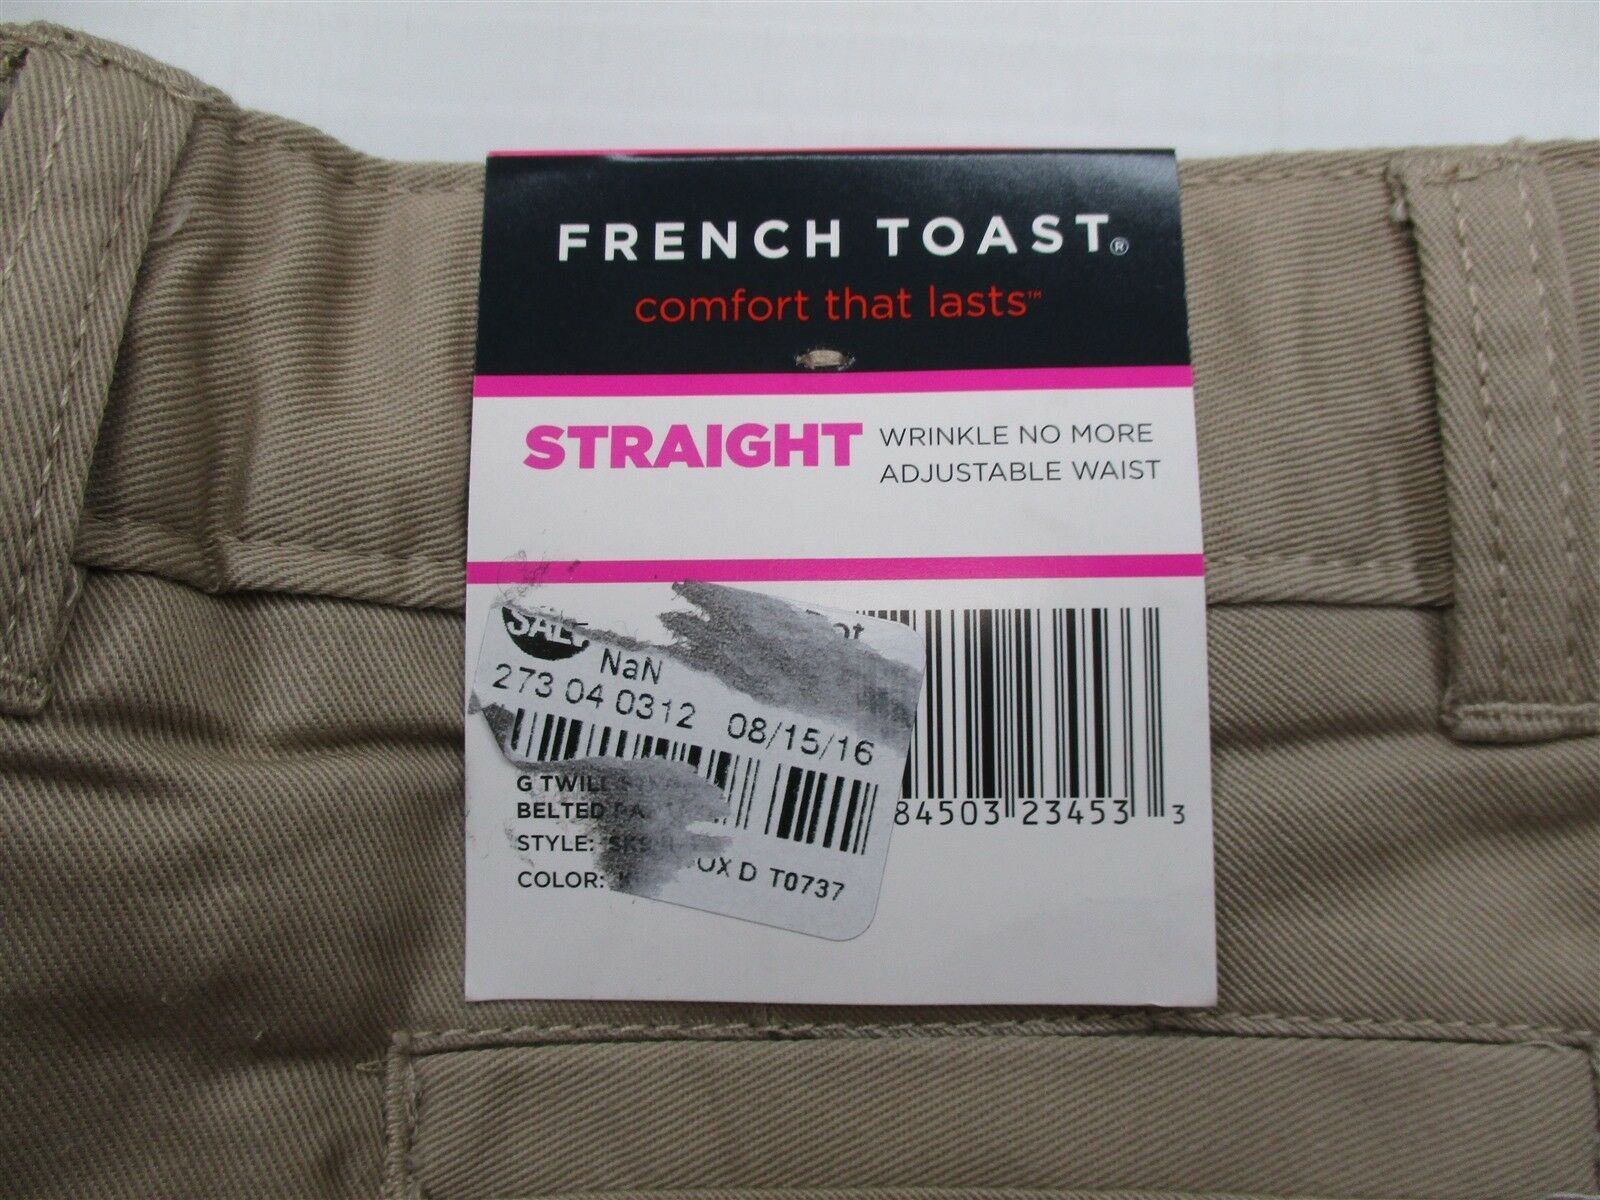 FRENCH TOAST®
comfort that lasts™
STRAIGHT
WRINKLE NO MORE
ADJUSTABLE WAIST
NaN
273 04 0312 08/15/16
G TWILL
BELTED
STYLE:
COLOR:
D T0737
84503 23453 3